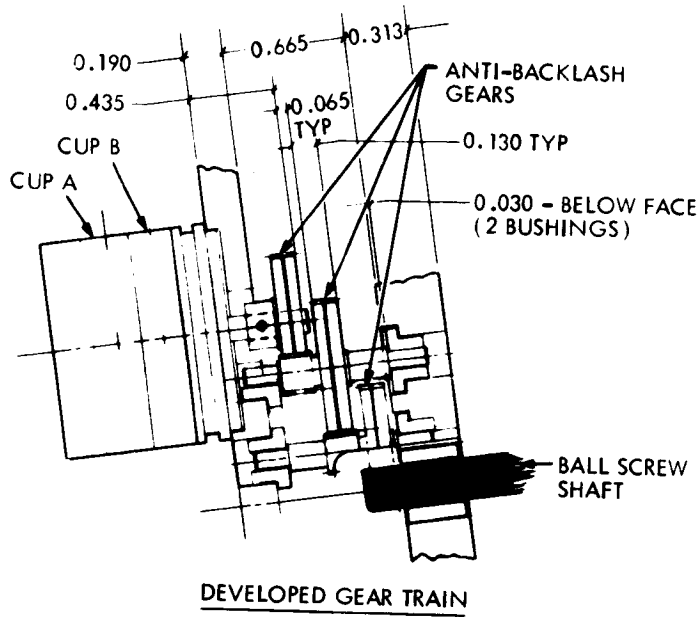 0.190
0.665
0.313
0.435
0.065
TYP
ANTI-BACKLASH
GEARS
0.130 TYP
CUP B
CUP A
0.030 - BELOW FACE
(2 BUSHINGS)
BALL SCREW
SHAFT
DEVELOPED GEAR TRAIN